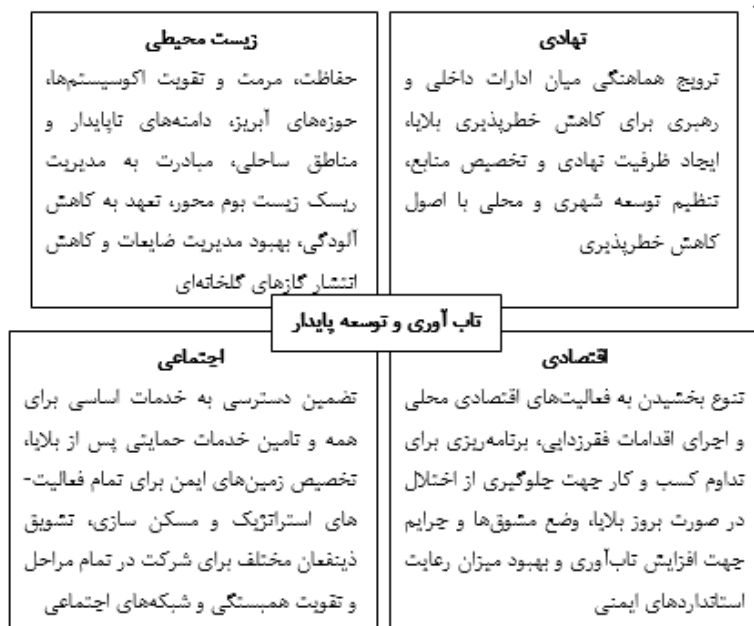 نهادی
ترویج هماهنگی میان ادارات داخلی و
رهبری برای کاهش خطرپذیری بلایا،
ایجاد ظرفیت نهادی و تخصیص منابع،
تنظیم توسعه شهری و محلی با اصول
کاهش خطرپذیری
زیست محیطی
حفاظت، مرمت و تقویت اکوسیستم‌ها،
حوزه‌های آبریز، دامنه‌های ناپایدار و
مناطق ساحلی، مبادرت به مدیریت
ریسک زیست بوم محور، تعهد به کاهش
آلودگی، بهبود مدیریت ضایعات و کاهش
انتشار گازهای گلخانه‌ای
تاب آوری و توسعه پایدار
اقتصادی
تنوع بخشیدن به فعالیت‌های اقتصادی محلی
و اجرای اقدامات فقرزدایی، برنامه‌ریزی برای
تداوم کسب و کار جهت جلوگیری از اختلال
در صورت بروز بلایا، وضع مشوق‌ها و جرایم
جهت افزایش تاب‌آوری و بهبود میزان رعایت
استانداردهای ایمنی
اجتماعی
تضمین دسترسی به خدمات اساسی برای
همه و تامین خدمات حمایتی پس از بلایا،
تخصیص زمین‌های ایمن برای تمام فعالیت-
های استراتژیک و مسکن سازی، تشویق
ذینفعان مختلف برای شرکت در تمام مراحل
و تقویت همبستگی و شبکه‌های اجتماعی